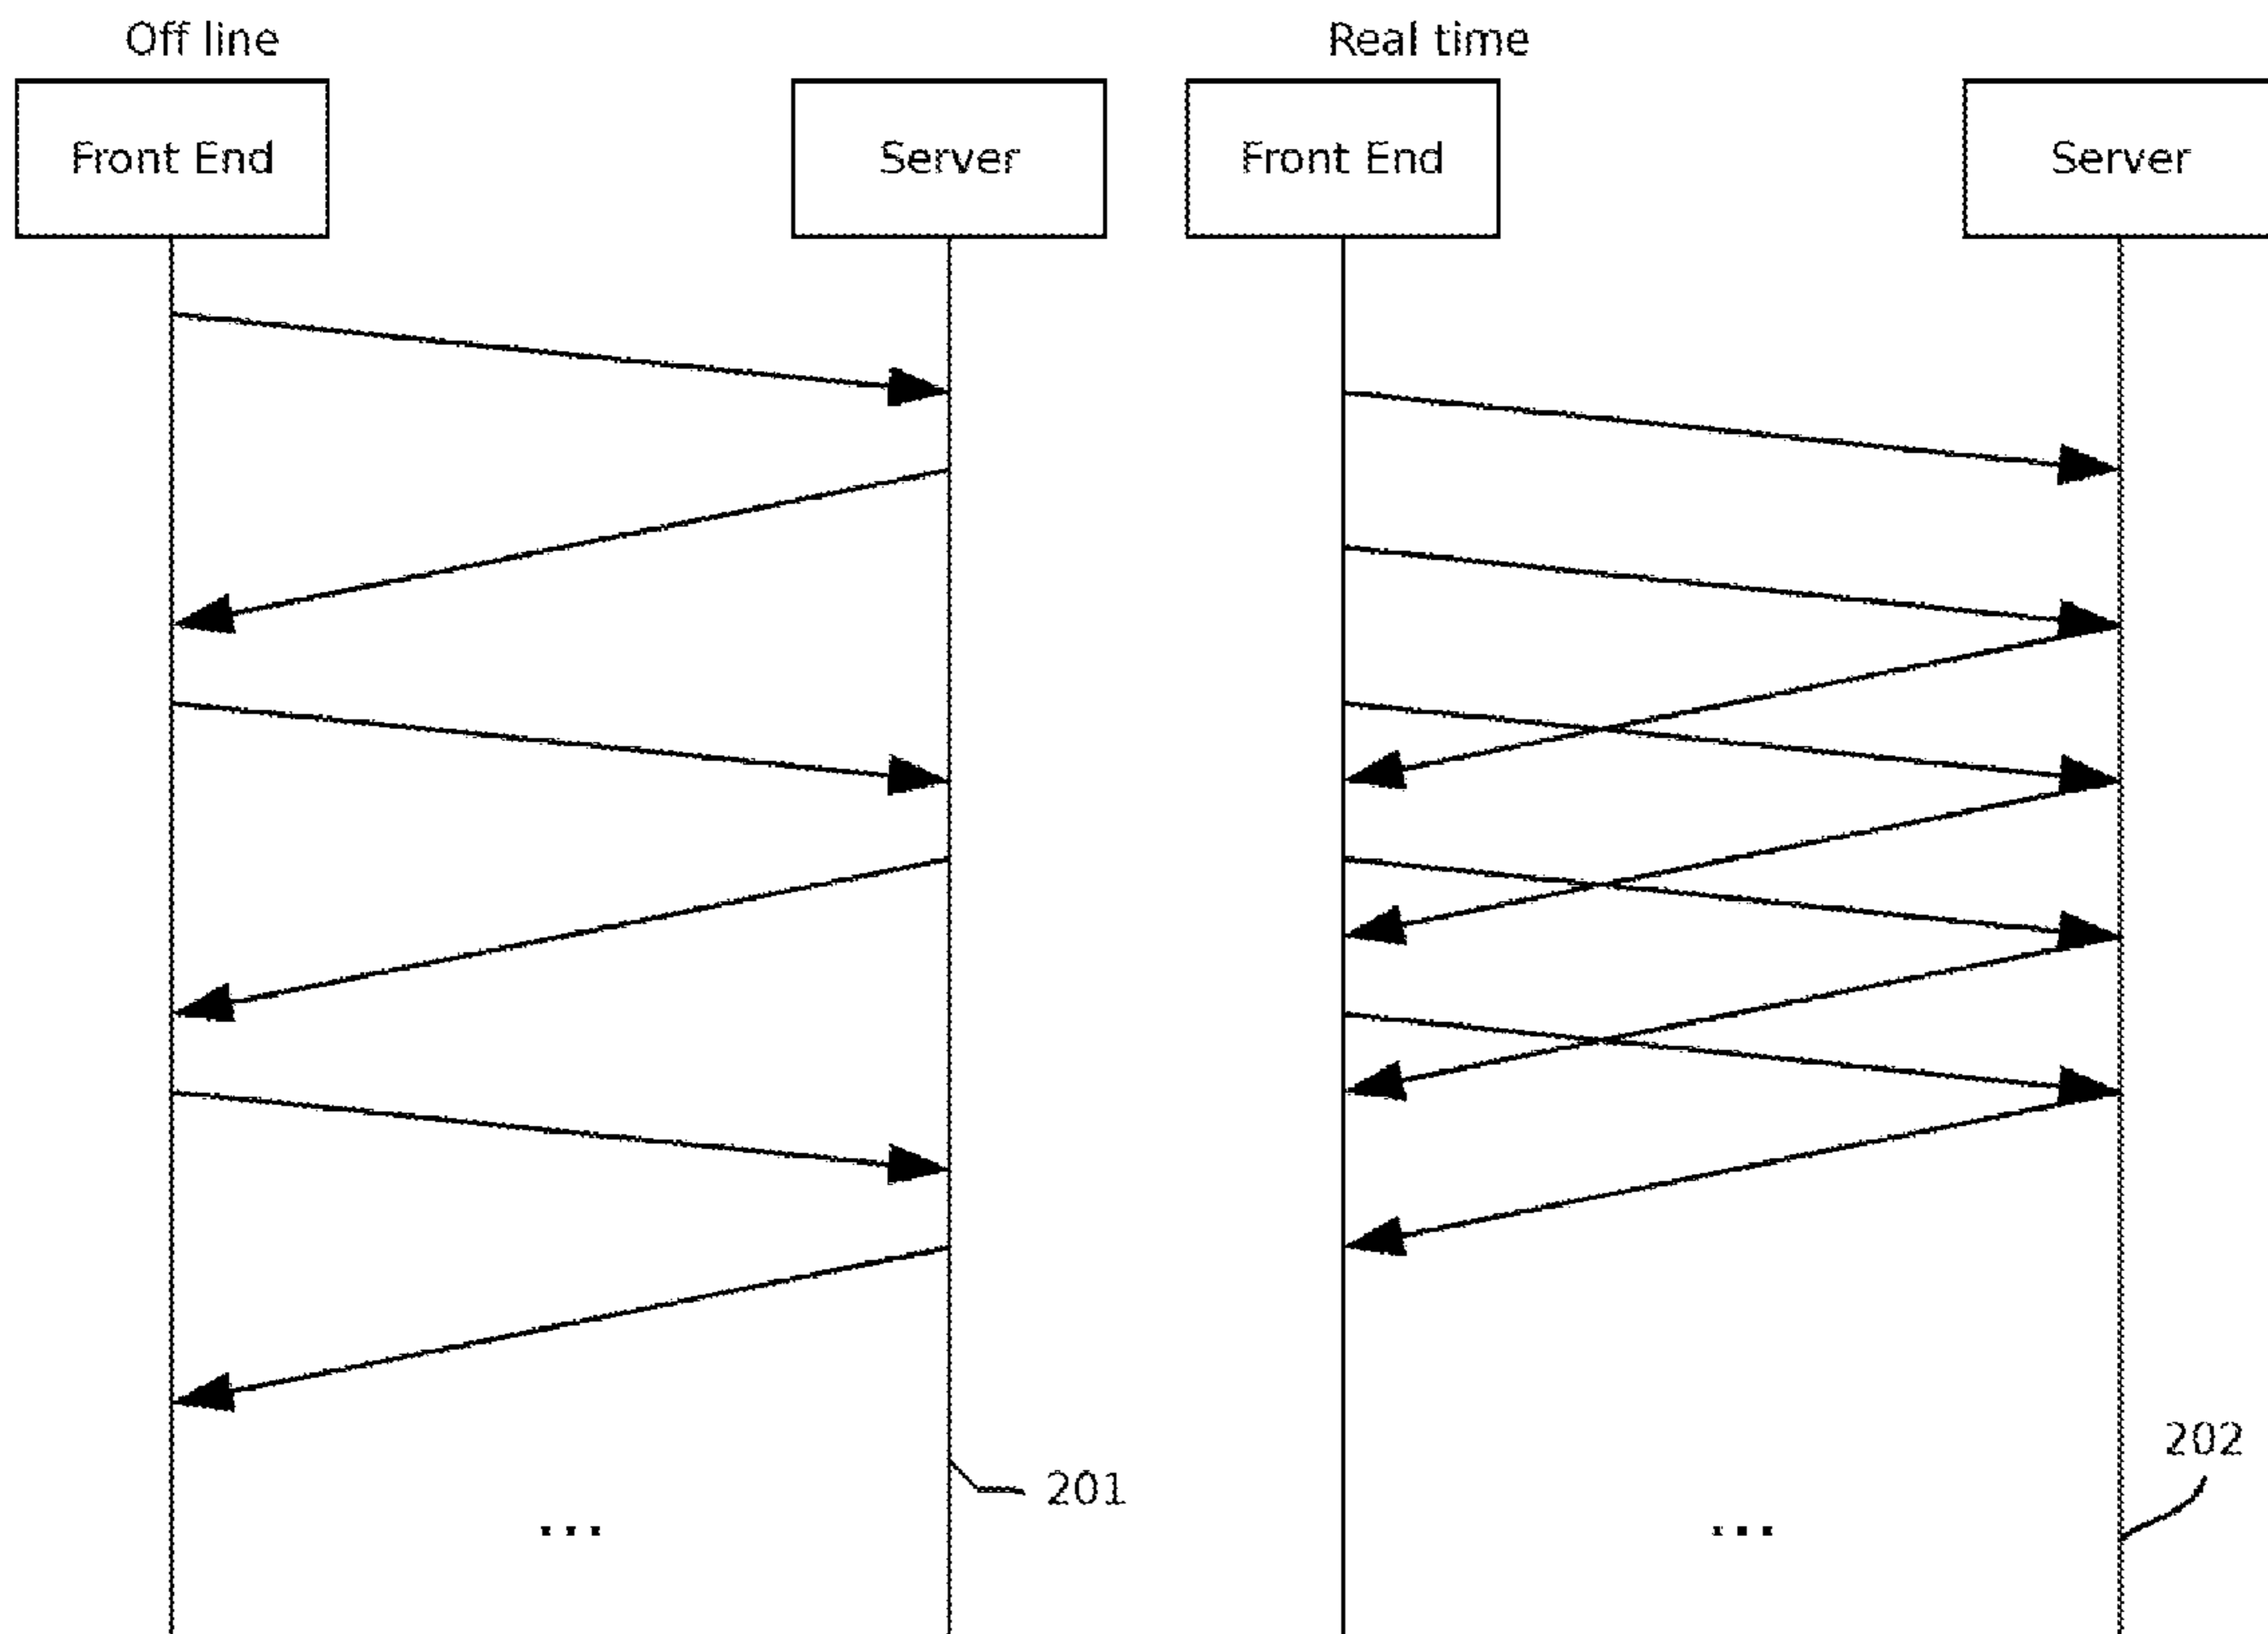 Off line
Real time
Front End
Server
Front End
Server
201
202
...
...